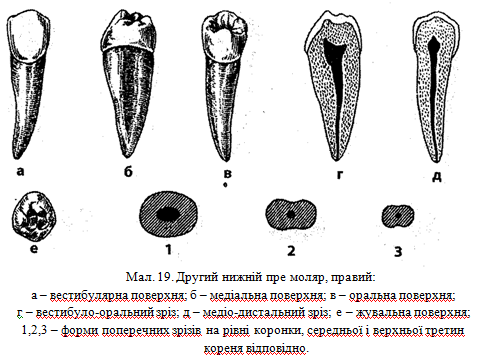 а б в г д
е 1 2 3
Мал. 19. Другий нижній пре моляр, правий:
а – вестибулярна поверхня; б – медіальна поверхня; в – оральна поверхня;
г – вестибуло-оральний зріз; д – медіо-дистальний зріз; е – жувальна поверхня;
1,2,3 – форми поперечних зрізів на рівні коронки, середньої і верхньої третин
кореня відповідно.